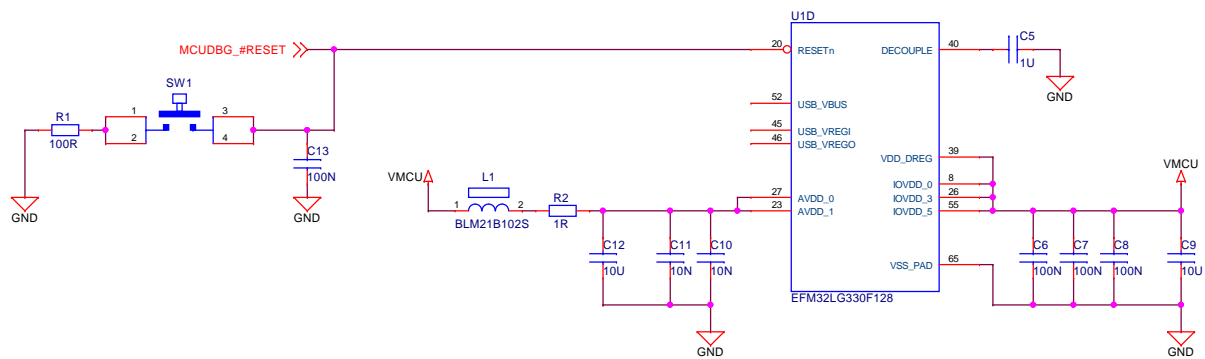 U1D
MCUDBG_#RESET
20
RESETn
DECOUPLE
40
C5
1U
GND
SW1
52
USB_VBUS
R1
100R
1
2
3
4
45
USB_VREGI
46
USB_VREGO
C13
100N
VDD_DREG
39
GND
GND
VMCU
L1
1
2
BLM21B102S
R2
1R
27
AVDD_0
23
AVDD_1
IOVDD_0
8
IOVDD_3
26
IOVDD_5
55
VMCU
C12
10U
C11
10N
C10
10N
VSS_PAD
65
C6
100N
C7
100N
C8
100N
C9
10U
EFM32LG330F128
GND
GND